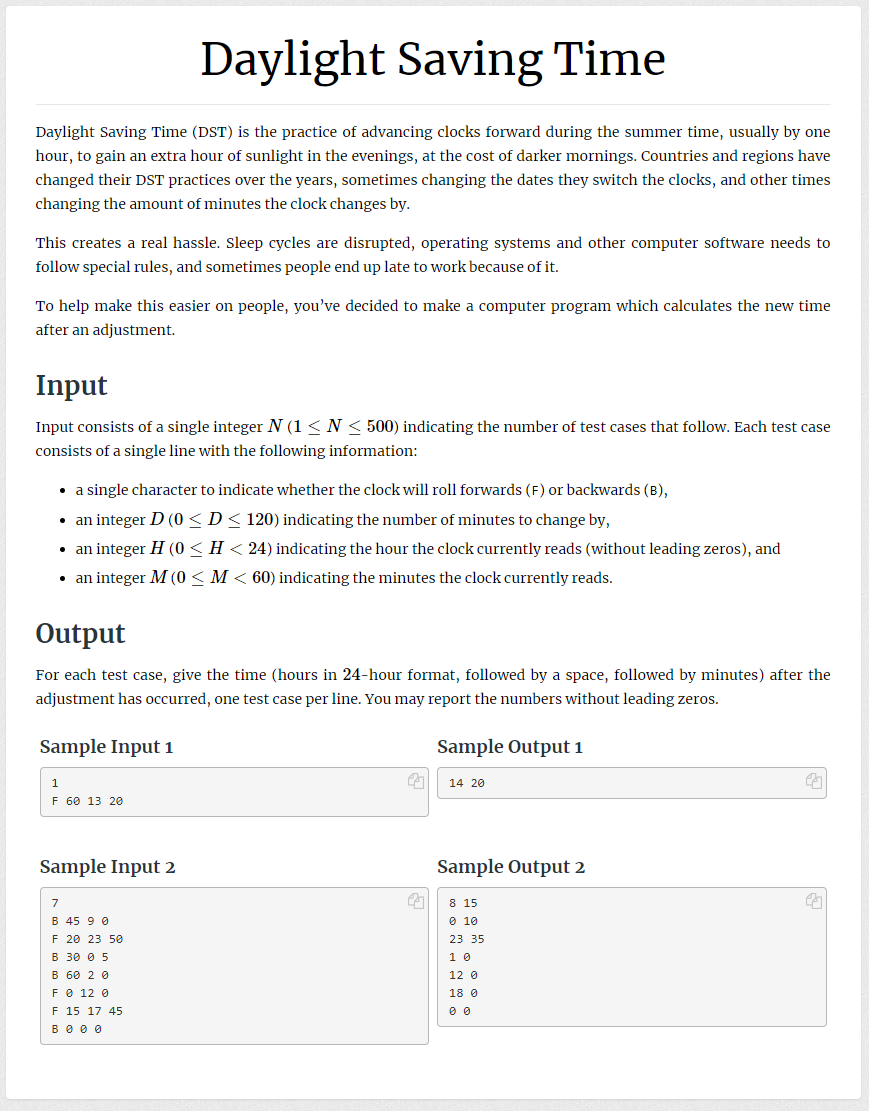 Daylight Saving Time
Daylight Saving Time (DST) is the practice of advancing clocks forward during the summer time, usually by one
hour, to gain an extra hour of sunlight in the evenings, at the cost of darker mornings. Countries and regions have
changed their DST practices over the years, sometimes changing the dates they switch the clocks, and other times
changing the amount of minutes the clock changes by.
This creates a real hassle. Sleep cycles are disrupted, operating systems and other computer software needs to
follow special rules, and sometimes people end up late to work because of it.
To help make this easier on people, you’ve decided to make a computer program which calculates the new time
after an adjustment.
Input
Input consists of a single integer N (1 ≤ N ≤ 500) indicating the number of test cases that follow. Each test case
consists of a single line with the following information:
• a single character to indicate whether the clock will roll forwards (F) or backwards (B),
• an integer D (0 ≤ D ≤ 120) indicating the number of minutes to change by,
• an integer H (0 ≤ H < 24) indicating the hour the clock currently reads (without leading zeros), and
• an integer M (0 ≤ M < 60) indicating the minutes the clock currently reads.
Output
For each test case, give the time (hours in 24-hour format, followed by a space, followed by minutes) after the
adjustment has occurred, one test case per line. You may report the numbers without leading zeros.
Sample Input 1
1
F 60 13 20
Sample Output 1
14 20
Sample Input 2
7
B 45 9 0
F 20 23 50
B 30 0 5
B 60 2 0
F 0 12 0
F 15 17 45
B 0 0 0
Sample Output 2
8 15
0 10
23 35
1 0
12 0
18 0
0 0